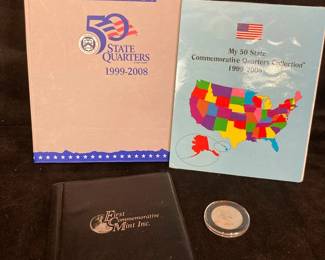 50
STATE
QUARTERS
1999-2008
My 50 State
Commemorative Quarters Collection
1999-2008
First
Commemorative
Mint Inc.